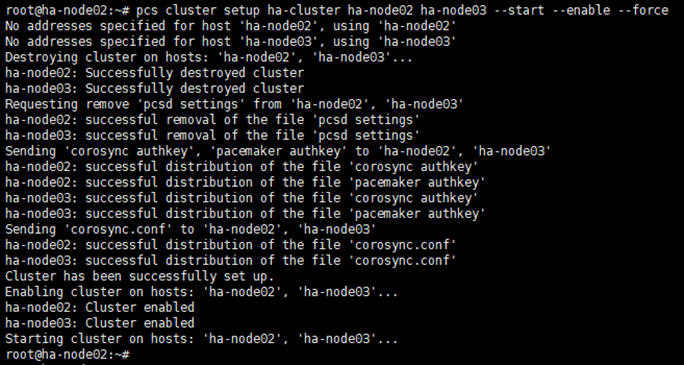 root@ha-node02:~# pcs cluster setup ha-cluster ha-node02 ha-node03 --start --enable --force
No addresses specified for host 'ha-node02', using 'ha-node02'
No addresses specified for host 'ha-node03', using 'ha-node03'
Destroying cluster on hosts: 'ha-node02', 'ha-node03'...
ha-node02: Successfully destroyed cluster
ha-node03: Successfully destroyed cluster
Requesting remove 'pcsd settings' from 'ha-node02', 'ha-node03'
ha-node02: successful removal of the file 'pcsd settings'
ha-node03: successful removal of the file 'pcsd settings'
Sending 'corosync authkey', 'pacemaker authkey' to 'ha-node02', 'ha-node03'
ha-node02: successful distribution of the file 'corosync authkey'
ha-node02: successful distribution of the file 'pacemaker authkey'
ha-node03: successful distribution of the file 'corosync authkey'
ha-node03: successful distribution of the file 'pacemaker authkey'
Sending 'corosync.conf' to 'ha-node02', 'ha-node03'
ha-node02: successful distribution of the file 'corosync.conf'
ha-node03: successful distribution of the file 'corosync.conf'
Cluster has been successfully set up.
Enabling cluster on hosts: 'ha-node02', 'ha-node03'...
ha-node02: Cluster enabled
ha-node03: Cluster enabled
Starting cluster on hosts: 'ha-node02', 'ha-node03'...
root@ha-node02:~#